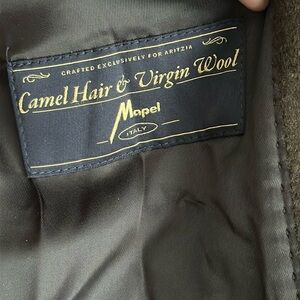 CRAFTED EXCLUSIVELY FOR ARITZIA
Camel Hair & Virgin Wool
Mapel
ITALY